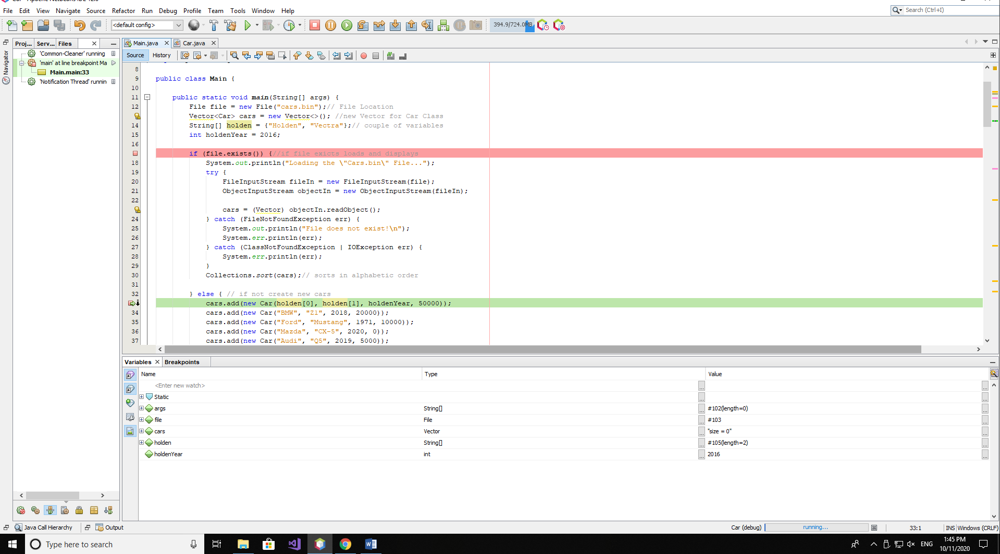 File Edit View Navigate Source Refactor Run Debug Profile Team Tools Window Help
Search (Ctrl+I)
<default config>
394.9/724.0MB
Proj... Serv... Files
Navigator
'Common-Cleaner' running
'main' at line breakpoint Ma
Main.main:33
'Notification Thread' runnin
Main.java Car.java
Source History
8
9 public class Main {
10
11 public static void main(String[] args) {
12 File file = new File("cars.bin");// File Location
Vector<Car> cars = new Vector<>(); //new Vector for Car Class
14 String[] holden = {"Holden", "Vectra"};// couple of variables
15 int holdenYear = 2016;
16
if (file.exists()) {//if file exicts loads and displays
18 System.out.println("Loading the \"Cars.bin\" File...");
19 try {
20 FileInputStream fileIn = new FileInputStream(file);
21 ObjectInputStream objectIn = new ObjectInputStream(fileIn);
22
cars = (Vector) objectIn.readObject();
24 } catch (FileNotFoundException err) {
25 System.out.println("File does not exist!\n");
26 System.err.println(err);
27 } catch (ClassNotFoundException | IOException err) {
28 System.err.println(err);
29 }
30 Collections.sort(cars);// sorts in alphabetic order
31
32 } else { // if not create new cars
cars.add(new Car(holden[0], holden[1], holdenYear, 50000));
34 cars.add(new Car("BMW", "Z1", 2018, 20000));
35 cars.add(new Car("Ford", "Mustang", 1971, 10000));
36 cars.add(new Car("Mazda", "CX-5", 2020, 0));
37 cars.add(new Car("Audi", "Q5", 2019, 5000));
Variables Breakpoints
Name Type Value
<Enter new watch>
Static
args String[] #102(length=0)
file File #103
cars Vector "size = 0"
holden String[] #105(length=2)
holdenYear int 2016
Java Call Hierarchy Output
Car (debug) running... 33:1 INS Windows (CRLF)
Type here to search
ENG
1:45 PM
10/11/2020